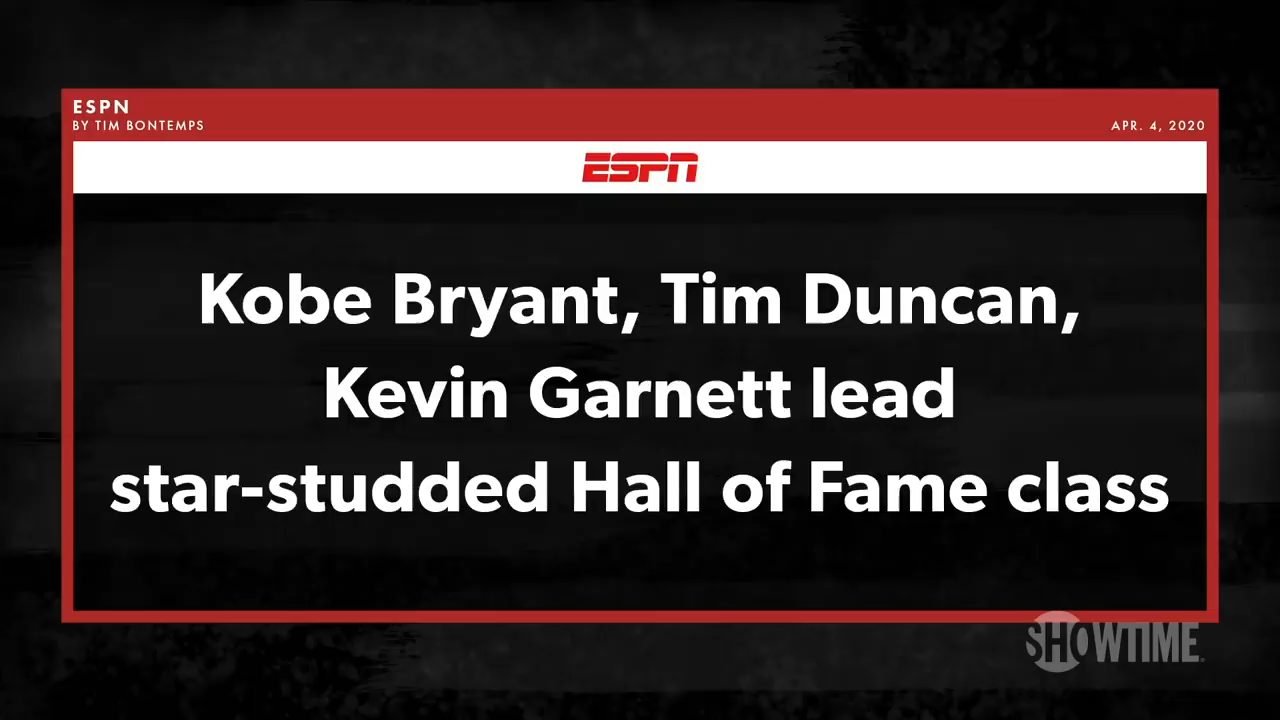 ESPN
BY TIM BONTEMPS
APR. 4, 2020
ESPN
Kobe Bryant, Tim Duncan,
Kevin Garnett lead
star-studded Hall of Fame class
SHOWTIME